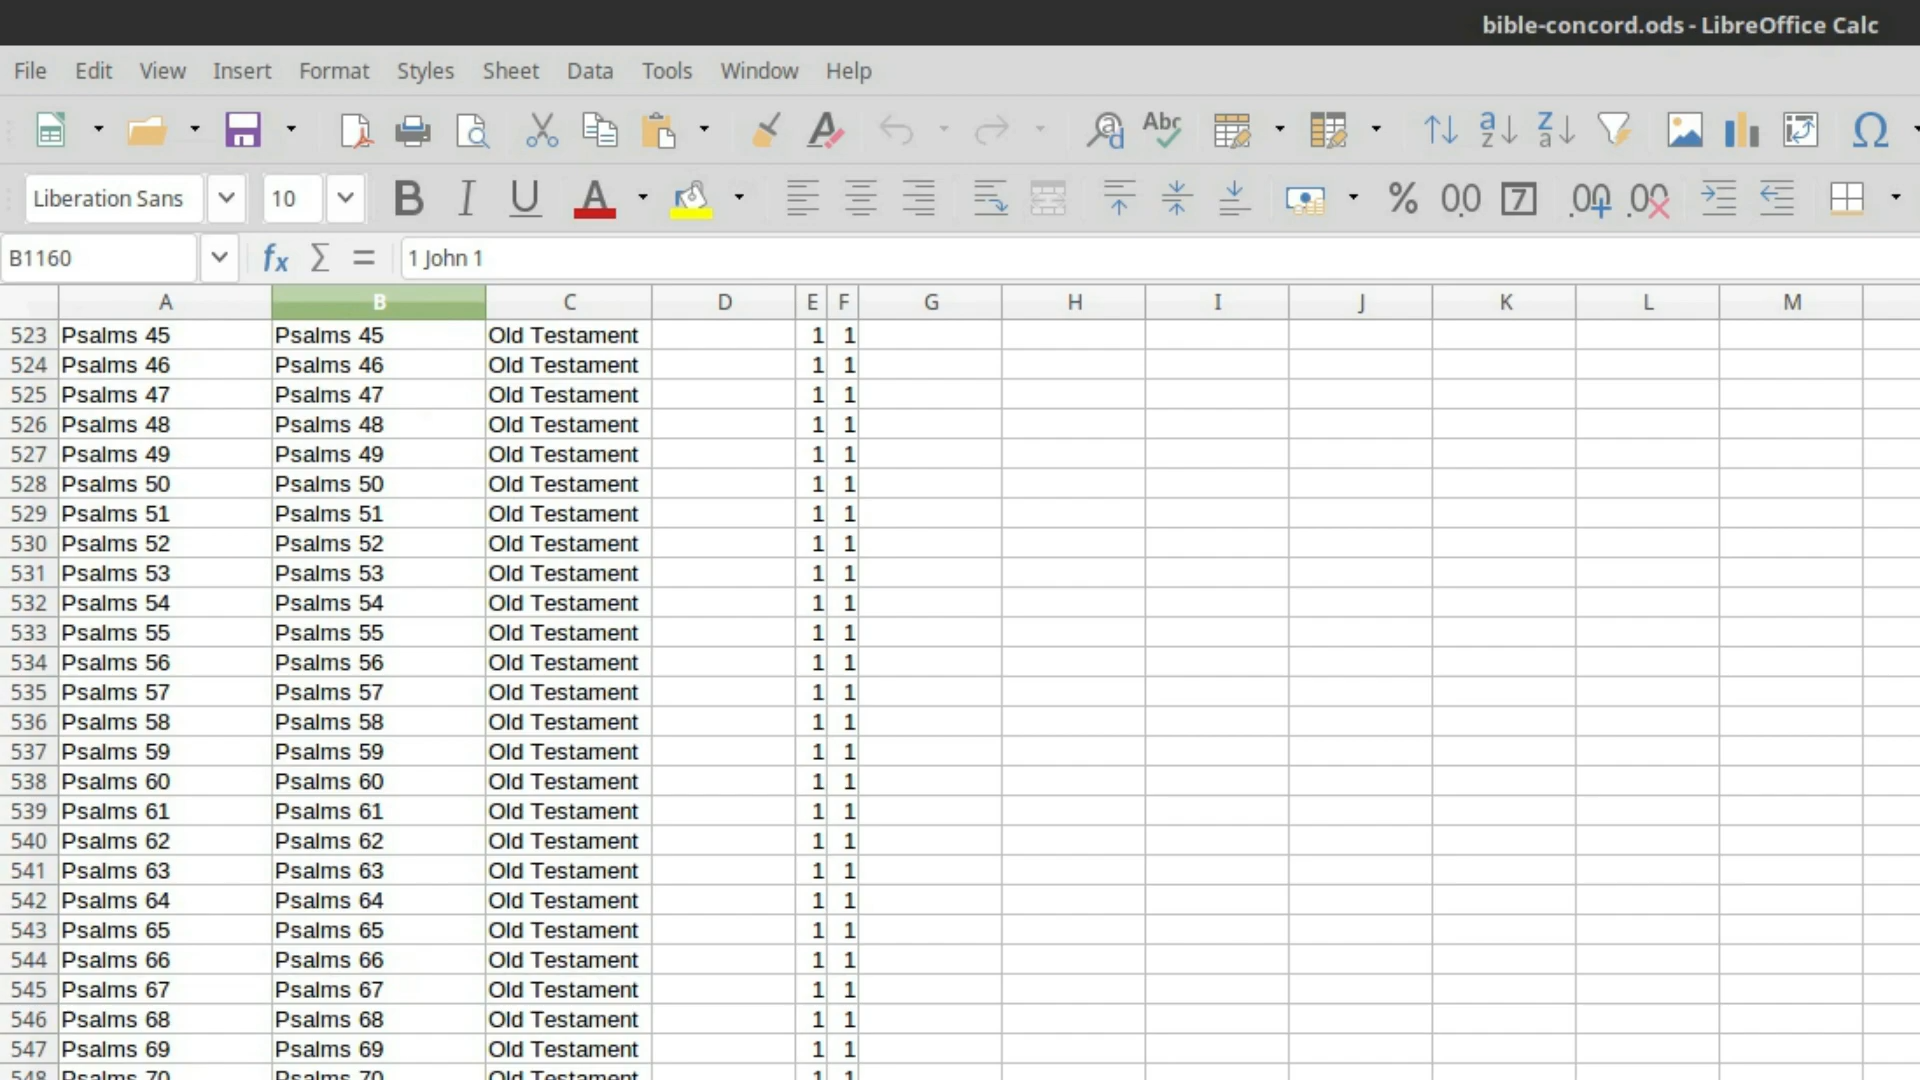 bible-concord.ods - LibreOffice Calc
File Edit View Insert Format Styles Sheet Data Tools Window Help
Liberation Sans 10
B1160 1 John 1
A B C D E F G H I J K L M
523 Psalms 45 Psalms 45 Old Testament 1 1
524 Psalms 46 Psalms 46 Old Testament 1 1
525 Psalms 47 Psalms 47 Old Testament 1 1
526 Psalms 48 Psalms 48 Old Testament 1 1
527 Psalms 49 Psalms 49 Old Testament 1 1
528 Psalms 50 Psalms 50 Old Testament 1 1
529 Psalms 51 Psalms 51 Old Testament 1 1
530 Psalms 52 Psalms 52 Old Testament 1 1
531 Psalms 53 Psalms 53 Old Testament 1 1
532 Psalms 54 Psalms 54 Old Testament 1 1
533 Psalms 55 Psalms 55 Old Testament 1 1
534 Psalms 56 Psalms 56 Old Testament 1 1
535 Psalms 57 Psalms 57 Old Testament 1 1
536 Psalms 58 Psalms 58 Old Testament 1 1
537 Psalms 59 Psalms 59 Old Testament 1 1
538 Psalms 60 Psalms 60 Old Testament 1 1
539 Psalms 61 Psalms 61 Old Testament 1 1
540 Psalms 62 Psalms 62 Old Testament 1 1
541 Psalms 63 Psalms 63 Old Testament 1 1
542 Psalms 64 Psalms 64 Old Testament 1 1
543 Psalms 65 Psalms 65 Old Testament 1 1
544 Psalms 66 Psalms 66 Old Testament 1 1
545 Psalms 67 Psalms 67 Old Testament 1 1
546 Psalms 68 Psalms 68 Old Testament 1 1
547 Psalms 69 Psalms 69 Old Testament 1 1
548 Psalms 70 Psalms 70 Old Testament 1 1